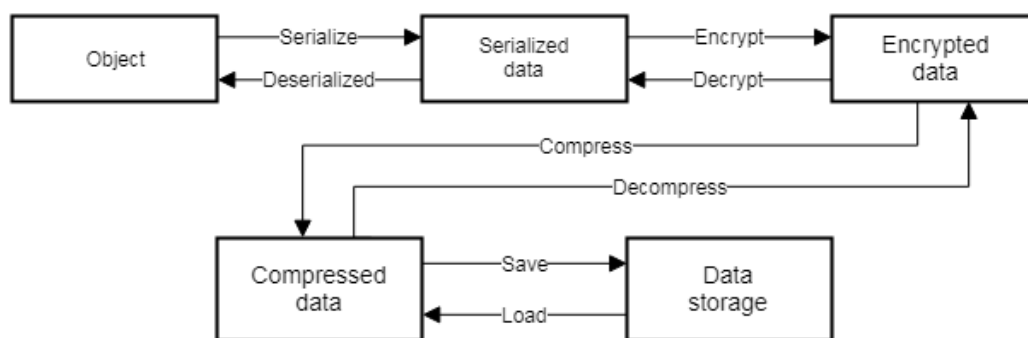 Object
Serialize
Deserialized
Serialized
data
Encrypt
Decrypt
Encrypted
data
Compress
Decompress
Compressed
data
Save
Load
Data
storage